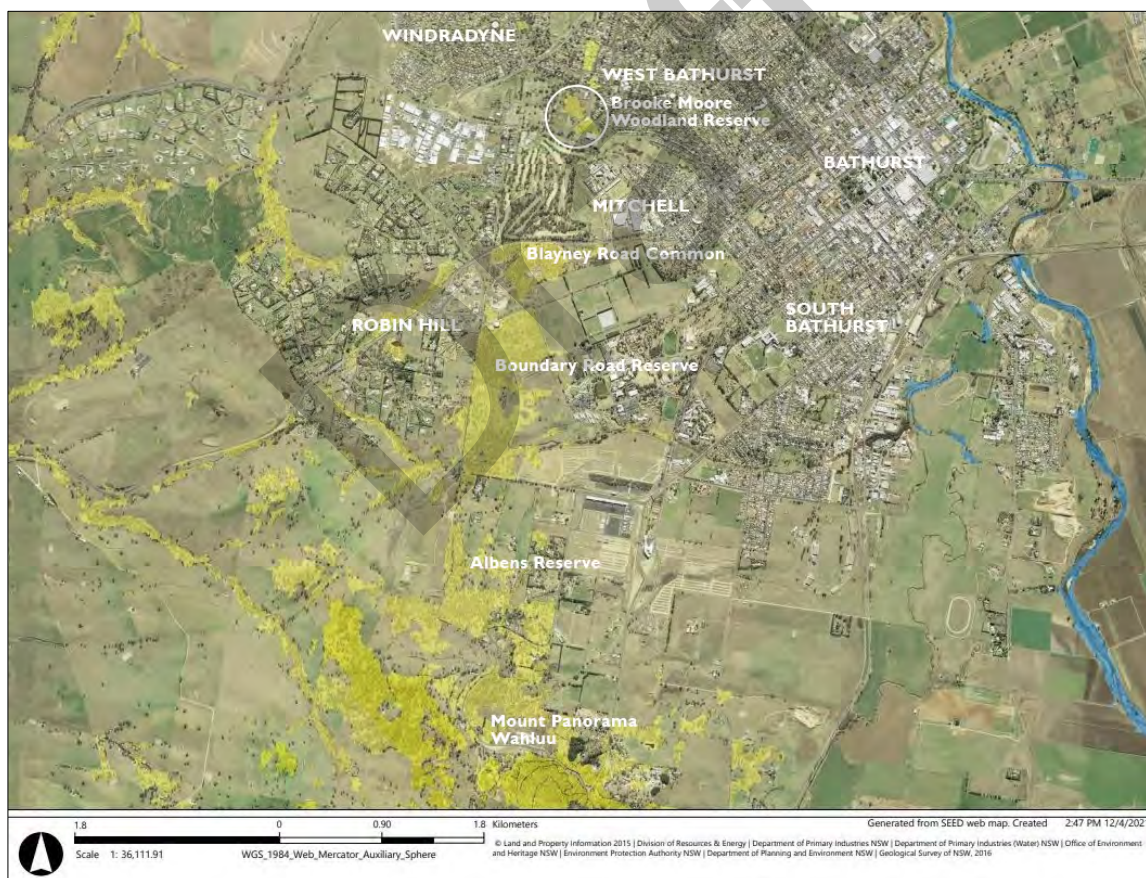 WINDRADYNE
WEST BATHURST
Brooke Moore
Woodland Reserve
BATHURST
MITCHELL
Blayney Road Common
ROBIN HILL
SOUTH
BATHURST
Boundary Road Reserve
Albens Reserve
Mount Panorama
Wahluu
1.8 0 0.90 1.8 Kilometers
Scale 1: 36,111.91 WGS_1984_Web_Mercator_Auxiliary_Sphere
Generated from SEED web map. Created 2:47 PM 12/4/202
© Land and Property Information 2015 | Division of Resources & Energy | Department of Primary Industries NSW | Department of Primary Industries (Water) NSW | Office of Environment
and Heritage NSW | Environment Protection Authority NSW | Department of Planning and Environment NSW | Geological Survey of NSW, 2016